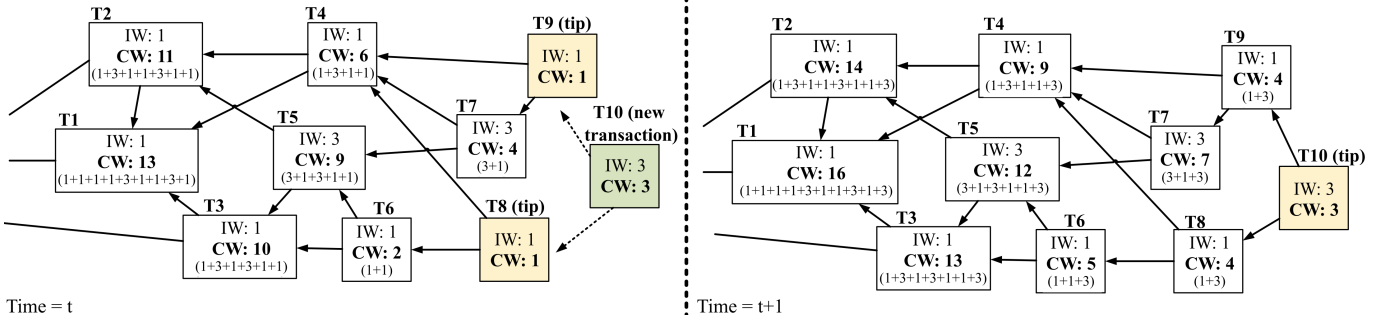 T2
IW: 1
CW: 11
(1+3+1+1+3+1+1)
T4
IW: 1
CW: 6
(1+3+1+1)
T9 (tip)
IW: 1
CW: 1
T1
IW: 1
CW: 13
(1+1+1+1+3+1+1+3+1)
T5
IW: 3
CW: 9
(3+1+3+1+1)
T7
IW: 3
CW: 4
(3+1)
T10 (new
transaction)
IW: 3
CW: 3
T3
IW: 1
CW: 10
(1+3+1+3+1+1)
T6
IW: 1
CW: 2
(1+1)
T8 (tip)
IW: 1
CW: 1
Time = t
T2
IW: 1
CW: 14
(1+3+1+1+3+1+1+3)
T4
IW: 1
CW: 9
(1+3+1+1+3)
T9
IW: 1
CW: 4
(1+3)
T1
IW: 1
CW: 16
(1+1+1+1+3+1+1+3+1+3)
T5
IW: 3
CW: 12
(3+1+3+1+1+3)
T7
IW: 3
CW: 7
(3+1+3)
T10 (tip)
IW: 3
CW: 3
T3
IW: 1
CW: 13
(1+3+1+3+1+1+3)
T6
IW: 1
CW: 5
(1+1+3)
T8
IW: 1
CW: 4
(1+3)
Time = t+1